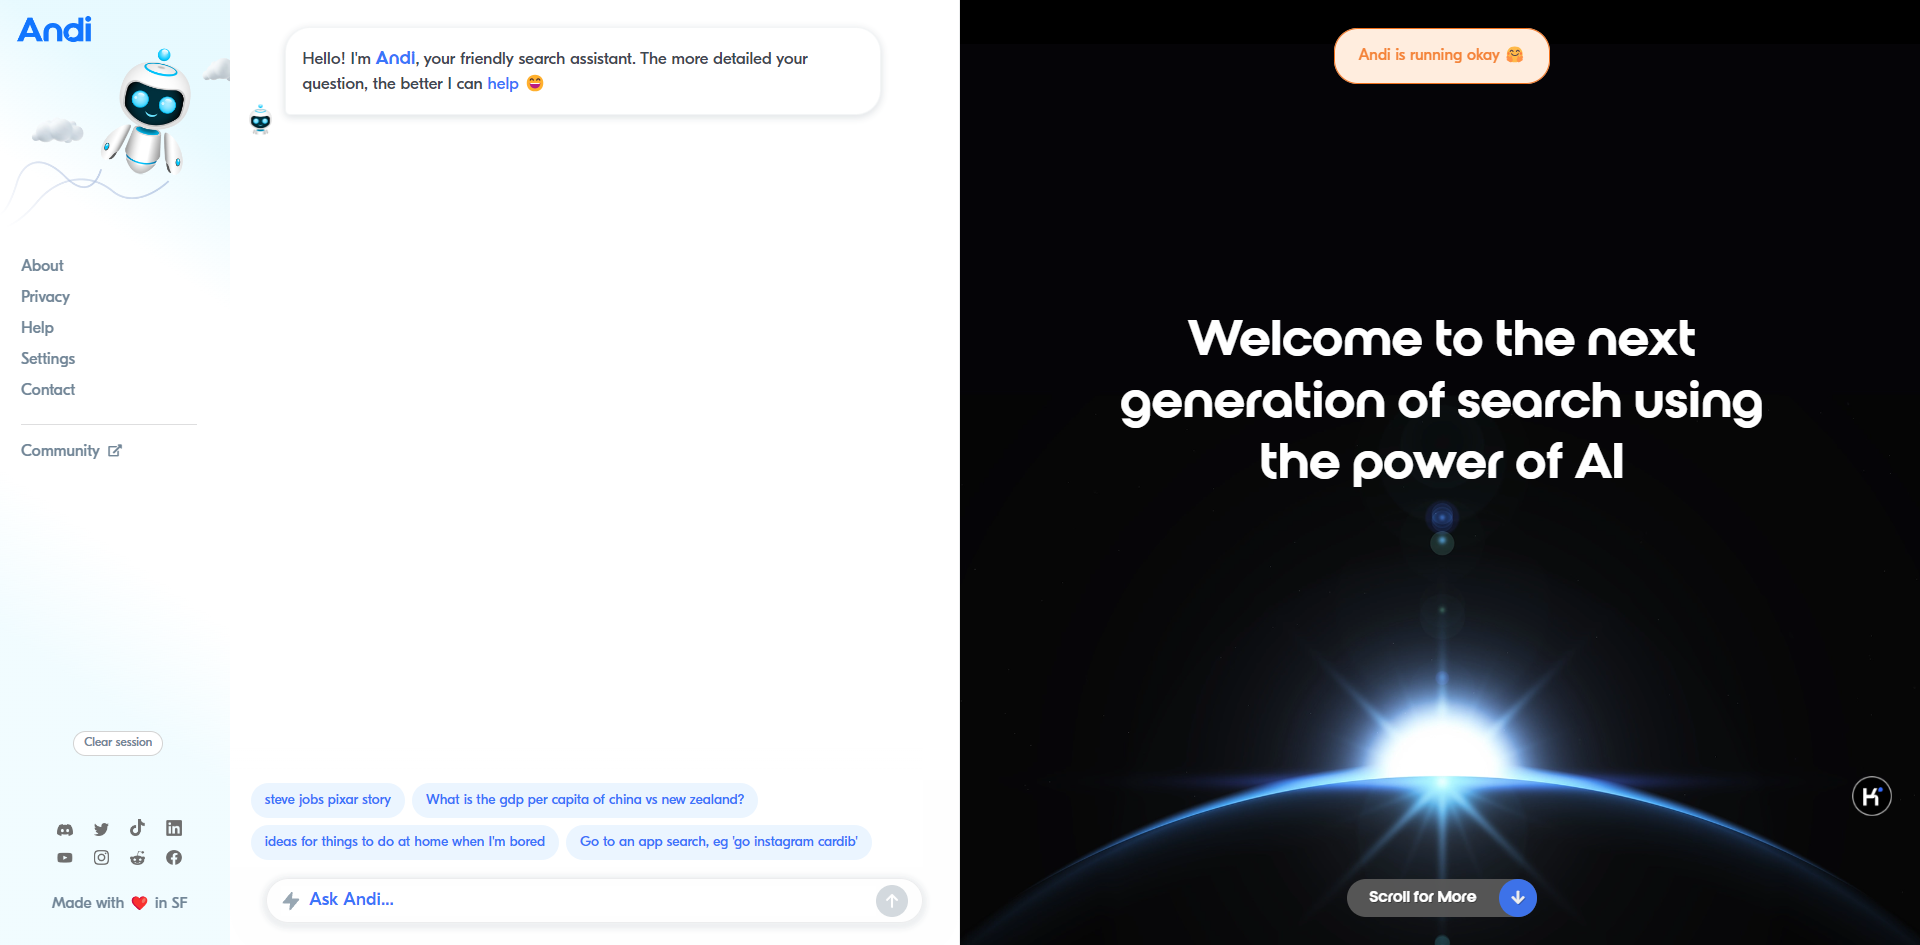 Andi
About
Privacy
Help
Settings
Contact
Community
Clear session
Made with ❤️ in SF
Hello! I'm Andi, your friendly search assistant. The more detailed your
question, the better I can help 😄
steve jobs pixar story
What is the gdp per capita of china vs new zealand?
ideas for things to do at home when I'm bored
Go to an app search, eg 'go instagram cardib'
Ask Andi...
Andi is running okay 🤗
Welcome to the next
generation of search using
the power of AI
Scroll for More
K